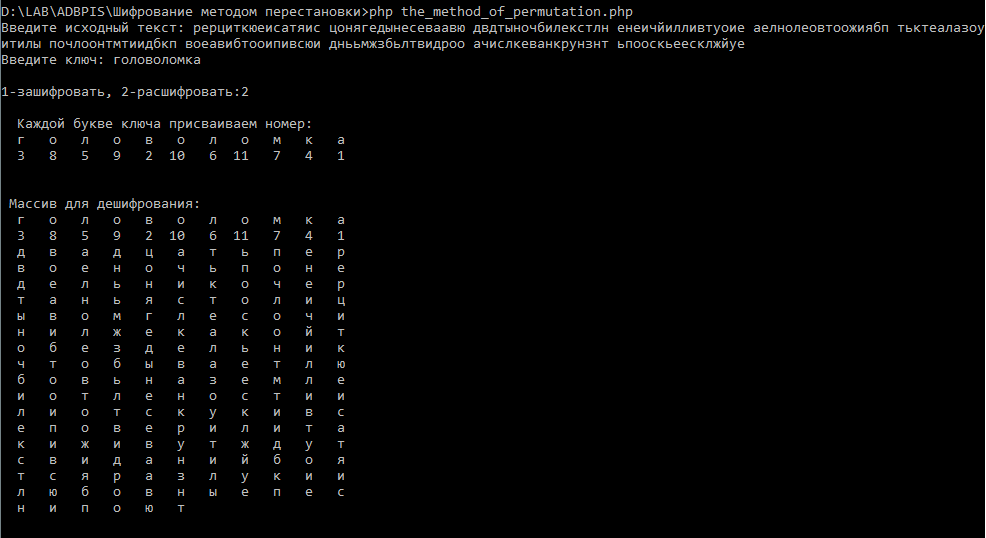 D:\LAB\ADBPIS\Шифрование методом перестановки>php the_method_of_permutation.php
Введите исходный текст: рерциткюеисатяис цонягедынесеваавю двдтыночбилекстлн енеичйилливтуоие аелнолеовтоожиябп тьктеалазоу
итилы почлоонтмтиидбкп воеавибтооипивсюи днььмжзбьлтвидроо ачислкеванкрунзнт ьпооскьеесклжйуе
Введите ключ: головоломка
1-зашифровать, 2-расшифровать:2
Каждой букве ключа присваиваем номер:
г о л о в о л о м к а
3 8 5 9 2 10 6 11 7 4 1
Массив для дешифрования:
г о л о в о л о м к а
3 8 5 9 2 10 6 11 7 4 1
д в а д ц а т ь п е р
в о е н о ч ь п о н е
д е л ь н и к о ч е р
т а н ь я с т о л и ц
ы в о м г л е с о ч и
н и л ж е к а к о й т
о б е з д е л ь н и к
ч т о б ы в а е т л ю
б о в ь н а з е м л е
и о т л е н о с т и и
л и о т с к у к и в с
е п о в е р и л и т а
к и ж и в у т ж д у т
с в и д а н и й б о я
т с я р а з л у к и и
л ю б о в н ы е п е с
н и п о ю т